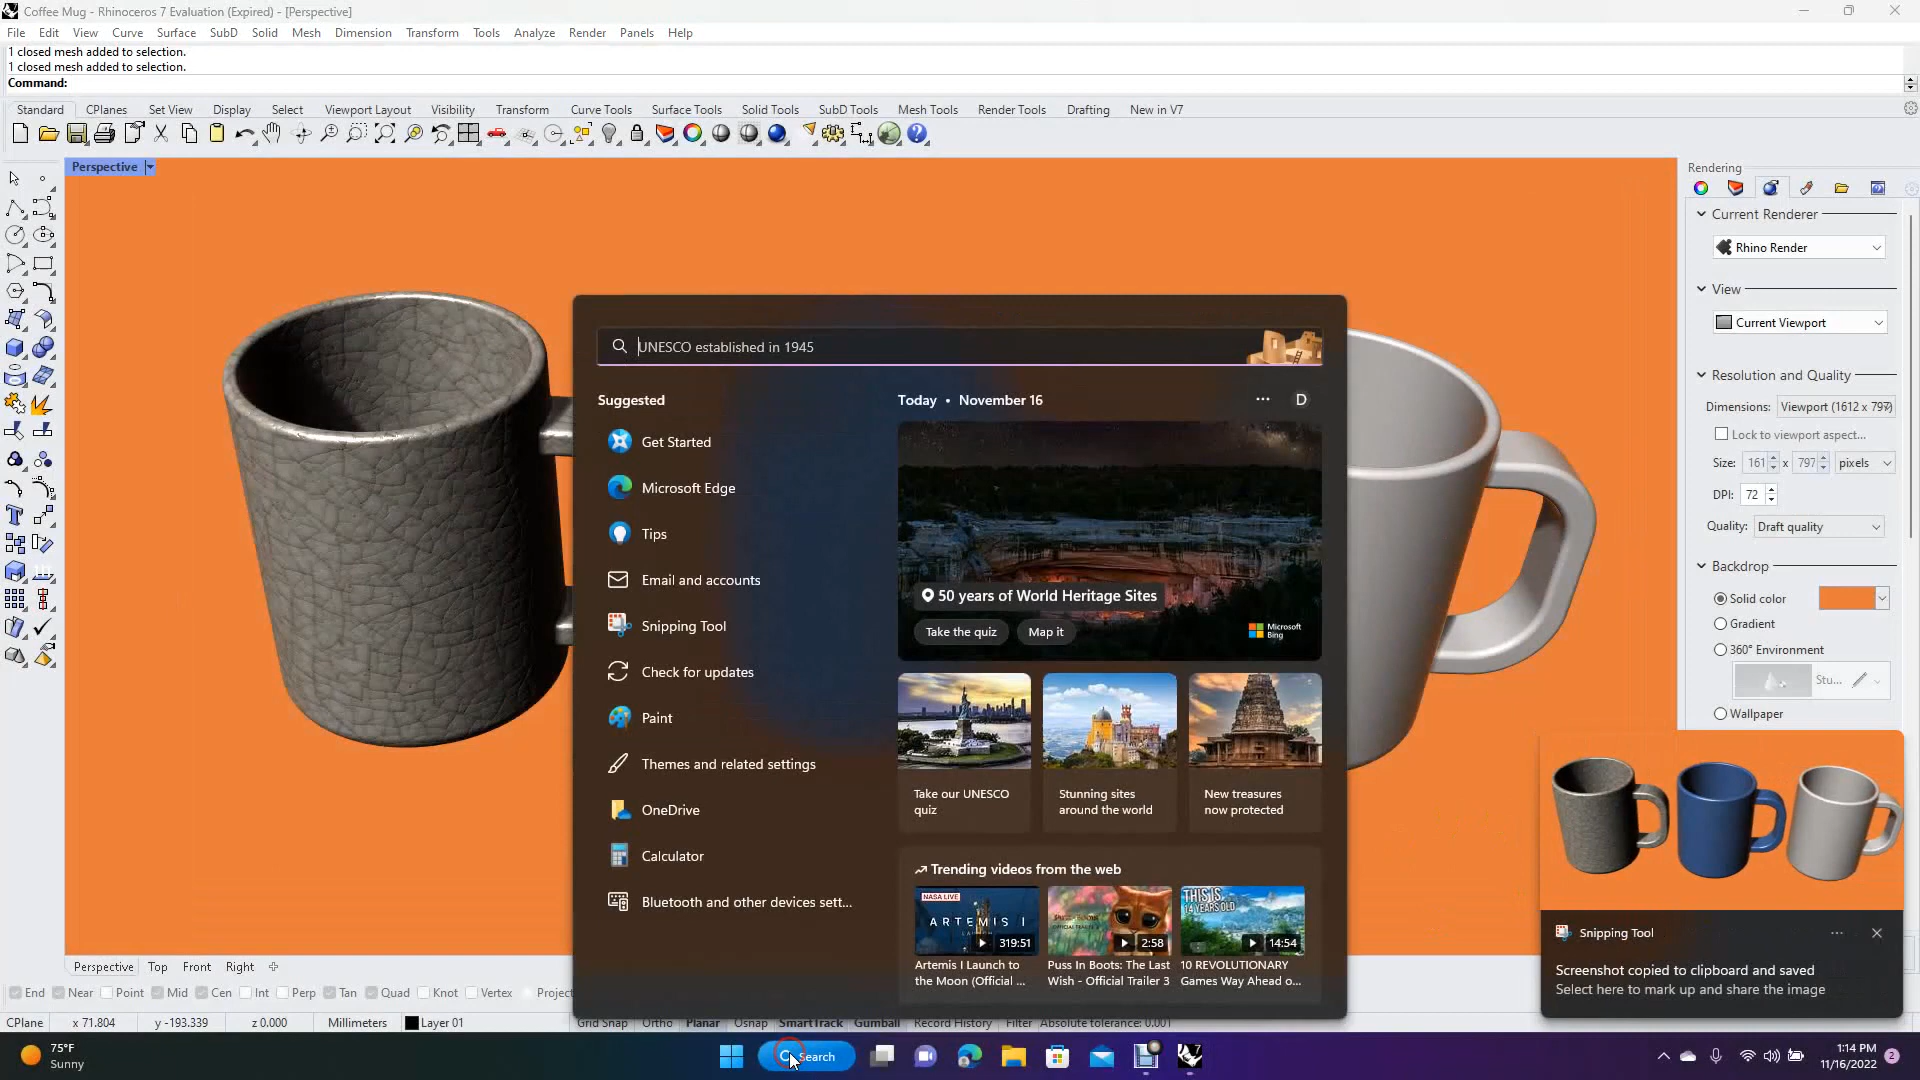 Coffee Mug - Rhinoceros 7 Evaluation (Expired) - [Perspective]
File Edit View Curve Surface SubD Solid Mesh Dimension Transform Tools Analyze Render Panels Help
1 closed mesh added to selection.
1 closed mesh added to selection.
Command:
Standard CPlanes Set View Display Select Viewport Layout Visibility Transform Curve Tools Surface Tools Solid Tools SubD Tools Mesh Tools Render Tools Drafting New in V7
Perspective
Rendering
Current Renderer
Rhino Render
View
Current Viewport
Resolution and Quality
Dimensions: Viewport (1612 x 797)
Lock to viewport aspect...
Size: 161 x 797 pixels
DPI: 72
Quality: Draft quality
Backdrop
Solid color
Gradient
360° Environment
Stu...
Wallpaper
UNESCO established in 1945
Suggested
Get Started
Microsoft Edge
Tips
Email and accounts
Snipping Tool
Check for updates
Paint
Themes and related settings
OneDrive
Calculator
Bluetooth and other devices sett...
Today • November 16
D
50 years of World Heritage Sites
Take the quiz Map it
Microsoft
Bing
Take our UNESCO
quiz
Stunning sites
around the world
New treasures
now protected
Trending videos from the web
NASA LIVE
ARTEMIS I
319:51
Artemis I Launch to
the Moon (Official ...
2:58
Puss In Boots: The Last
Wish - Official Trailer 3
THIS IS
14 YEARS OLD
14:54
10 REVOLUTIONARY
Games Way Ahead o...
Snipping Tool
Screenshot copied to clipboard and saved
Select here to mark up and share the image
Perspective Top Front Right
End Near Point Mid Cen Int Perp Tan Quad Knot Vertex Project
CPlane x 71.804 y -193.339 z 0.000 Millimeters Layer 01 Grid Snap Ortho Planar Osnap SmartTrack Gumball Record History Filter Absolute tolerance: 0.001
75°F
Sunny
Search
1:14 PM
11/16/2022
2